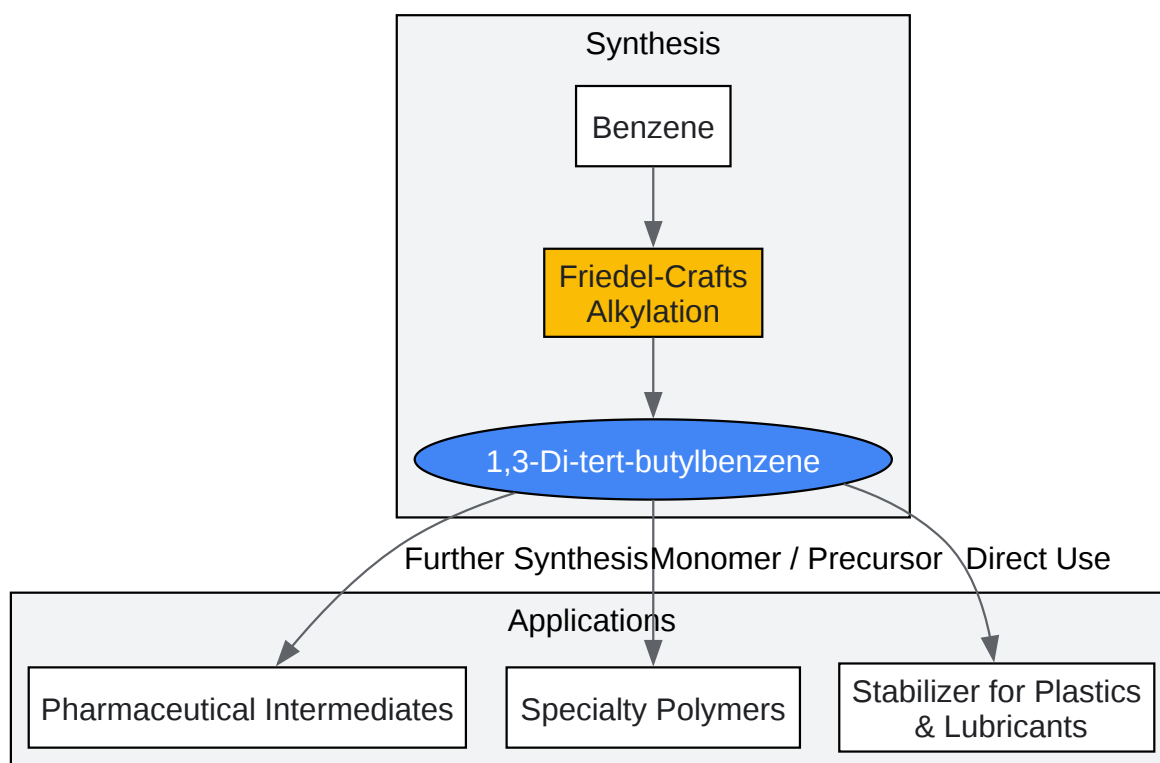 Synthesis
Benzene
Friedel-Crafts
Alkylation
1,3-Di-tert-butylbenzene
Further Synthesis
Monomer / Precursor
Direct Use
Applications
Pharmaceutical Intermediates
Specialty Polymers
Stabilizer for Plastics
& Lubricants